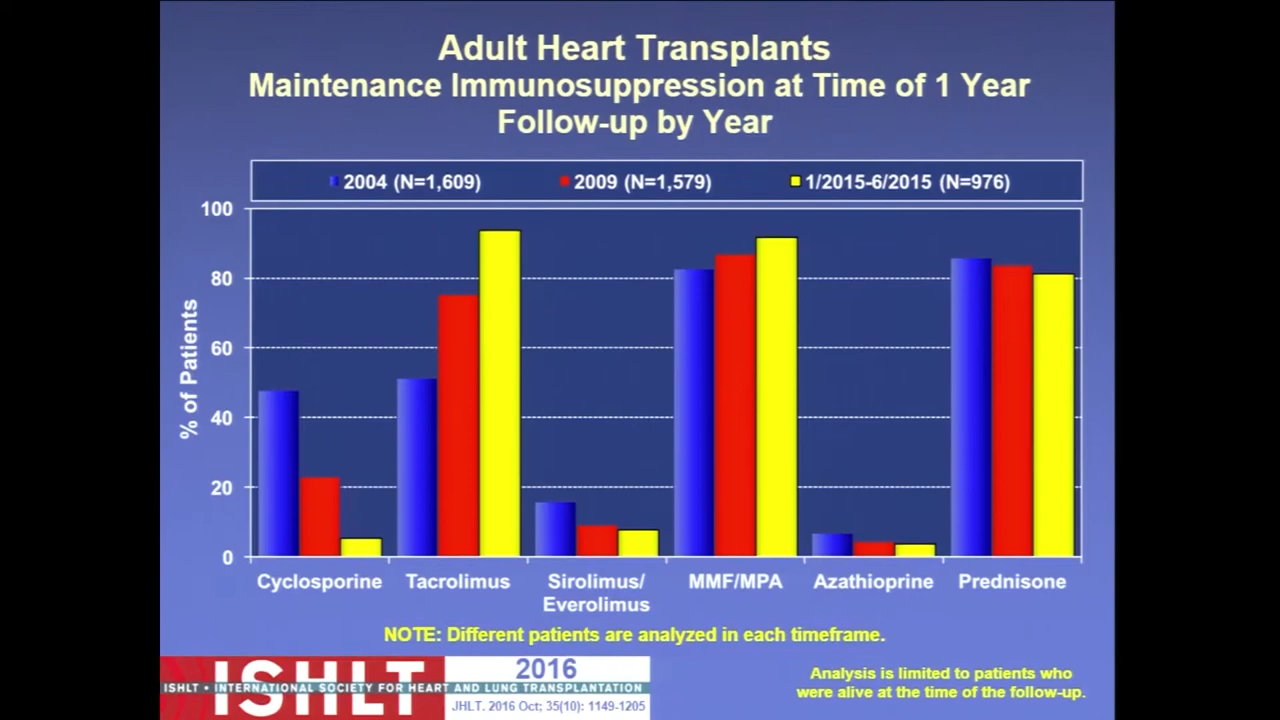 Adult Heart Transplants
Maintenance Immunosuppression at Time of 1 Year
Follow-up by Year
2004 (N=1,609) 2009 (N=1,579) 1/2015-6/2015 (N=976)
100
80
60
40
20
0
% of Patients
Cyclosporine Tacrolimus Sirolimus/ MMF/MPA Azathioprine Prednisone
Everolimus
NOTE: Different patients are analyzed in each timeframe.
ISHLT 2016
ISHLT • INTERNATIONAL SOCIETY FOR HEART AND LUNG TRANSPLANTATION
JHLT. 2016 Oct; 35(10): 1149-1205
Analysis is limited to patients who
were alive at the time of the follow-up.